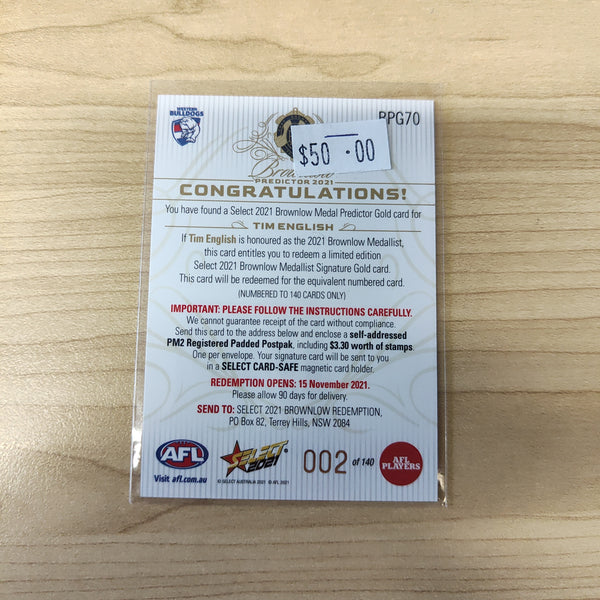 WESTERN
BULLDOGS
BPG70
$50 .00
Brownlow
PREDICTOR 2021
CONGRATULATIONS!
You have found a Select 2021 Brownlow Medal Predictor Gold card for
TIM ENGLISH
If Tim English is honoured as the 2021 Brownlow Medallist,
this card entitles you to redeem a limited edition
Select 2021 Brownlow Medallist Signature Gold card.
This card will be redeemed for the equivalent numbered card.
(NUMBERED TO 140 CARDS ONLY)
IMPORTANT: PLEASE FOLLOW THE INSTRUCTIONS CAREFULLY.
We cannot guarantee receipt of the card without compliance.
Send this card to the address below and enclose a self-addressed
PM2 Registered Padded Postpak, including $3.30 worth of stamps.
One per envelope. Your signature card will be sent to you
in a SELECT CARD-SAFE magnetic card holder.
REDEMPTION OPENS: 15 November 2021.
Please allow 90 days for delivery.
SEND TO: SELECT 2021 BROWNLOW REDEMPTION,
PO Box 82, Terrey Hills, NSW 2084
AFL
Visit afl.com.au
SELECT
2021
© SELECT AUSTRALIA 2021 © AFL 2021
002 of 140
AFL
PLAYERS